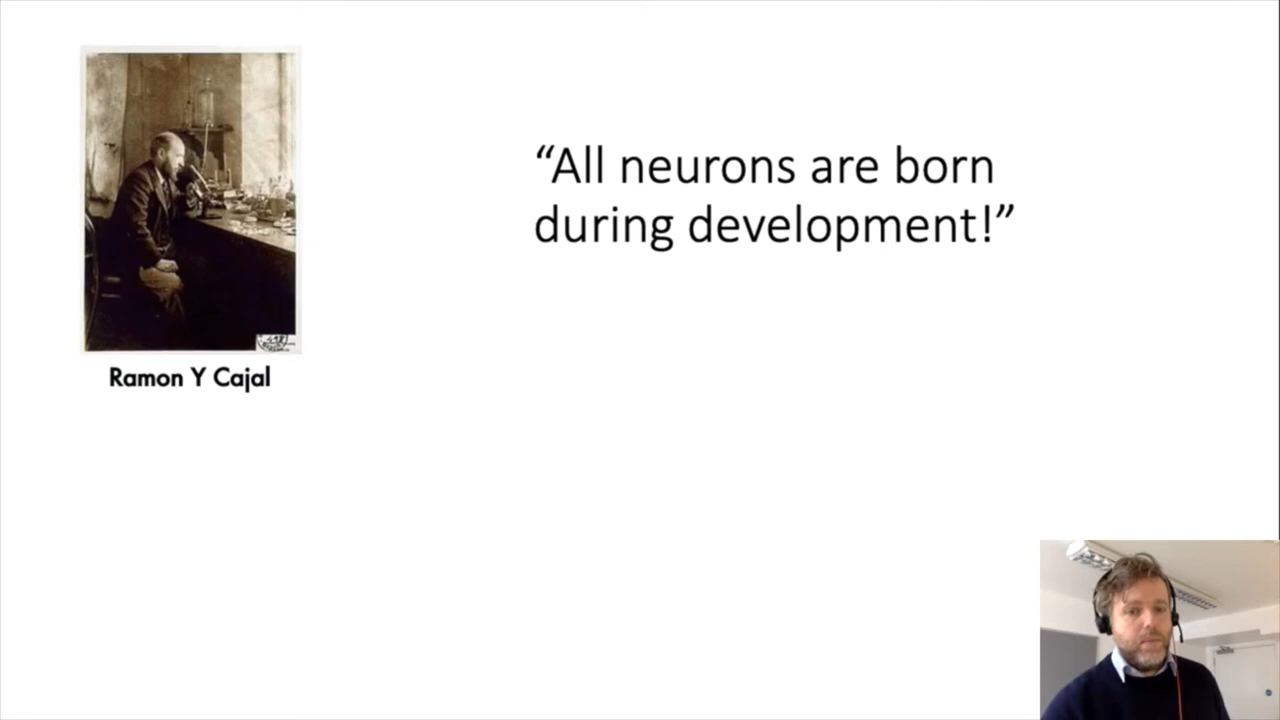 “All neurons are born
during development!”
Ramon Y Cajal